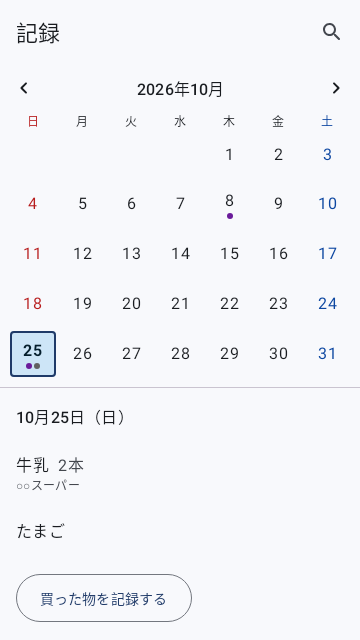 記録
2026年10月
日 月 火 水 木 金 土
1 2 3
4 5 6 7 8 9 10
11 12 13 14 15 16 17
18 19 20 21 22 23 24
25 26 27 28 29 30 31
10月25日（日）
牛乳 2本
○○スーパー
たまご
買った物を記録する